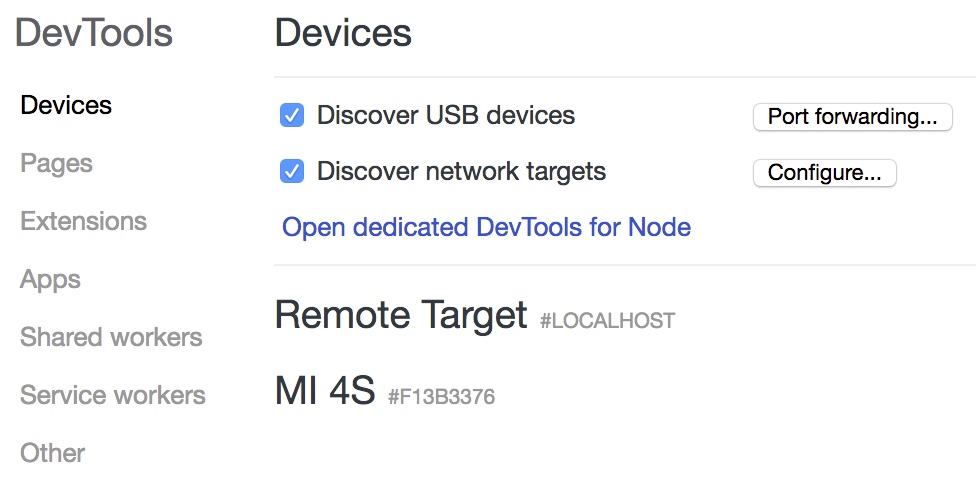 DevTools
Devices
Pages
Extensions
Apps
Shared workers
Service workers
Other
Devices
Discover USB devices
Port forwarding...
Discover network targets
Configure...
Open dedicated DevTools for Node
Remote Target #LOCALHOST
MI 4S #F13B3376